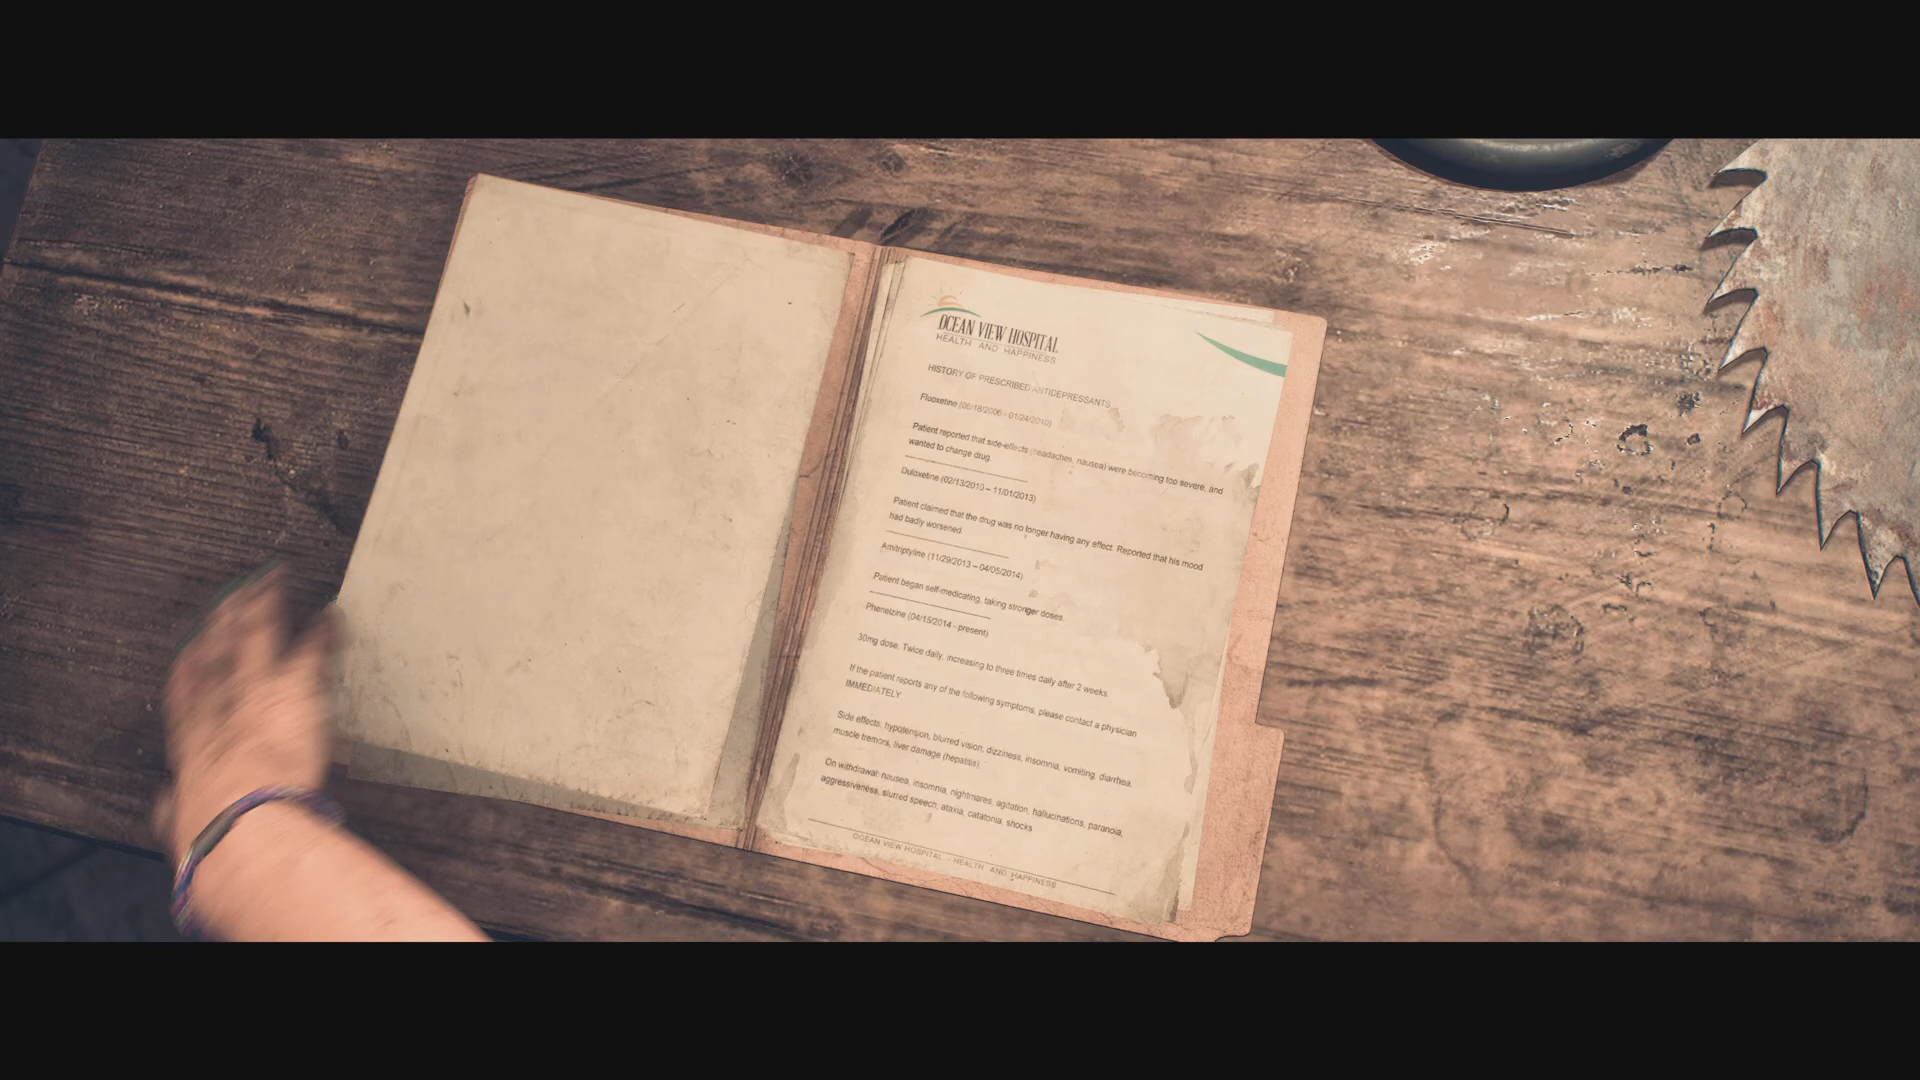 OCEAN VIEW HOSPITAL
HEALTH AND HAPPINESS
HISTORY OF PRESCRIBED ANTIDEPRESSANTS
Fluoxetine (06/18/2006 - 01/24/2010)
Patient reported that side-effects (headaches, nausea) were becoming too severe, and
wanted to change drug.
Duloxetine (02/13/2010 – 11/01/2013)
Patient claimed that the drug was no longer having any effect. Reported that his mood
had badly worsened.
Amitriptyline (11/29/2013 – 04/05/2014)
Patient began self-medicating, taking stronger doses.
Phenelzine (04/15/2014 - present)
30mg dose. Twice daily, increasing to three times daily after 2 weeks.
If the patient reports any of the following symptoms, please contact a physician
IMMEDIATELY
Side effects, hypotension, blurred vision, dizziness, insomnia, vomiting, diarrhea,
muscle tremors, liver damage (hepatitis).
On withdrawal: nausea, insomnia, nightmares, agitation, hallucinations, paranoia,
aggressiveness, slurred speech, ataxia, catatonia, shocks
OCEAN VIEW HOSPITAL - HEALTH AND HAPPINESS